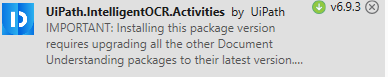 UiPath.IntelligentOCR.Activities by UiPath v6.9.3
IMPORTANT: Installing this package version
requires upgrading all the other Document
Understanding packages to their latest version....